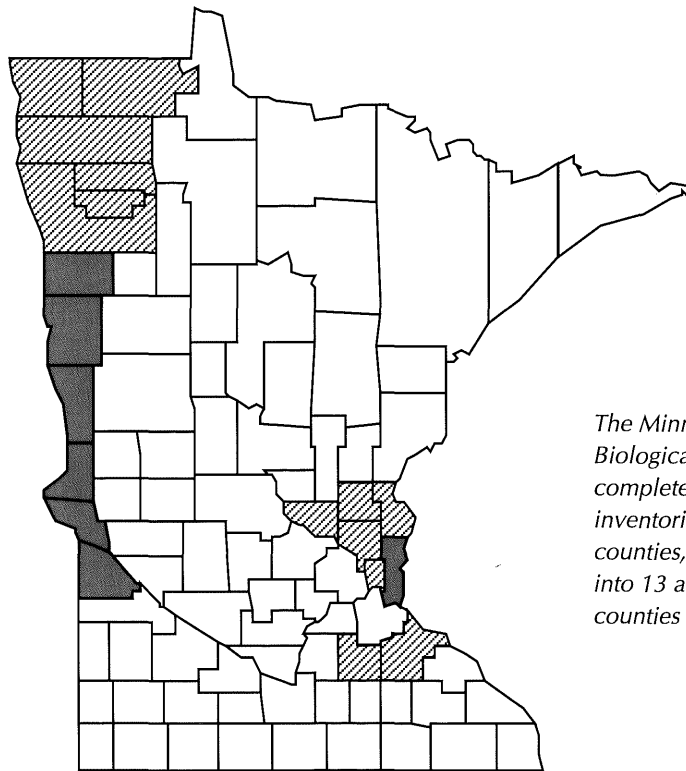 The Minn
Biologica
complete
inventori
counties,
into 13 a
counties